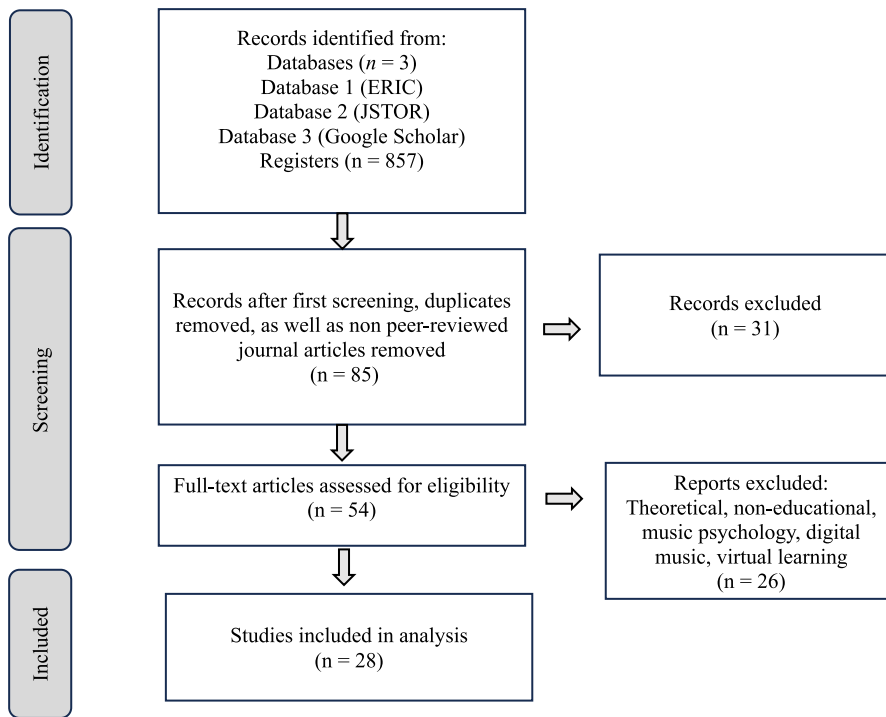 Identification
Records identified from:
Databases (n = 3)
Database 1 (ERIC)
Database 2 (JSTOR)
Database 3 (Google Scholar)
Registers (n = 857)
Screening
Records after first screening, duplicates
removed, as well as non peer-reviewed
journal articles removed
(n = 85)
Records excluded
(n = 31)
Full-text articles assessed for eligibility
(n = 54)
Reports excluded:
Theoretical, non-educational,
music psychology, digital
music, virtual learning
(n = 26)
Included
Studies included in analysis
(n = 28)